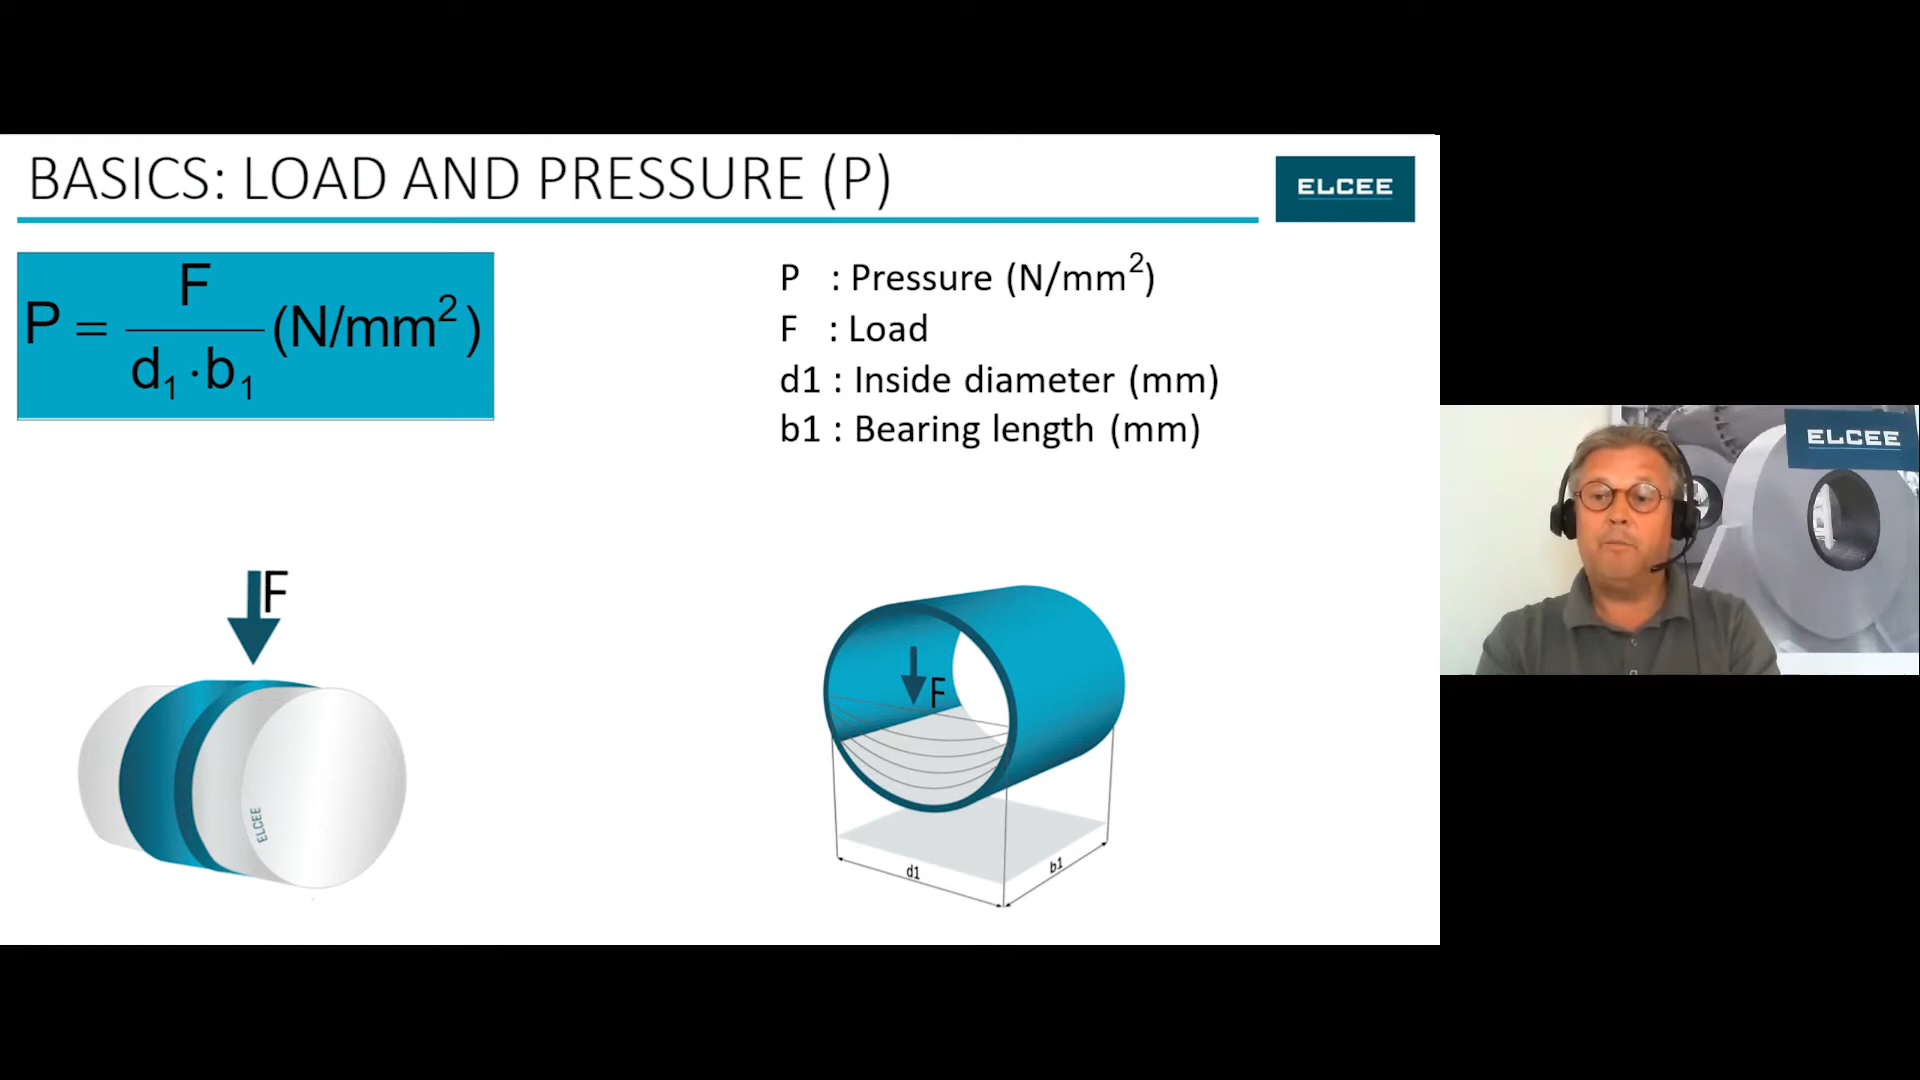 BASICS: LOAD AND PRESSURE (P)
ELCEE
P = F / d₁·b₁ (N/mm²)
P : Pressure (N/mm²)
F : Load
d1 : Inside diameter (mm)
b1 : Bearing length (mm)
F
ELCEE
F
d1
b1
ELCEE